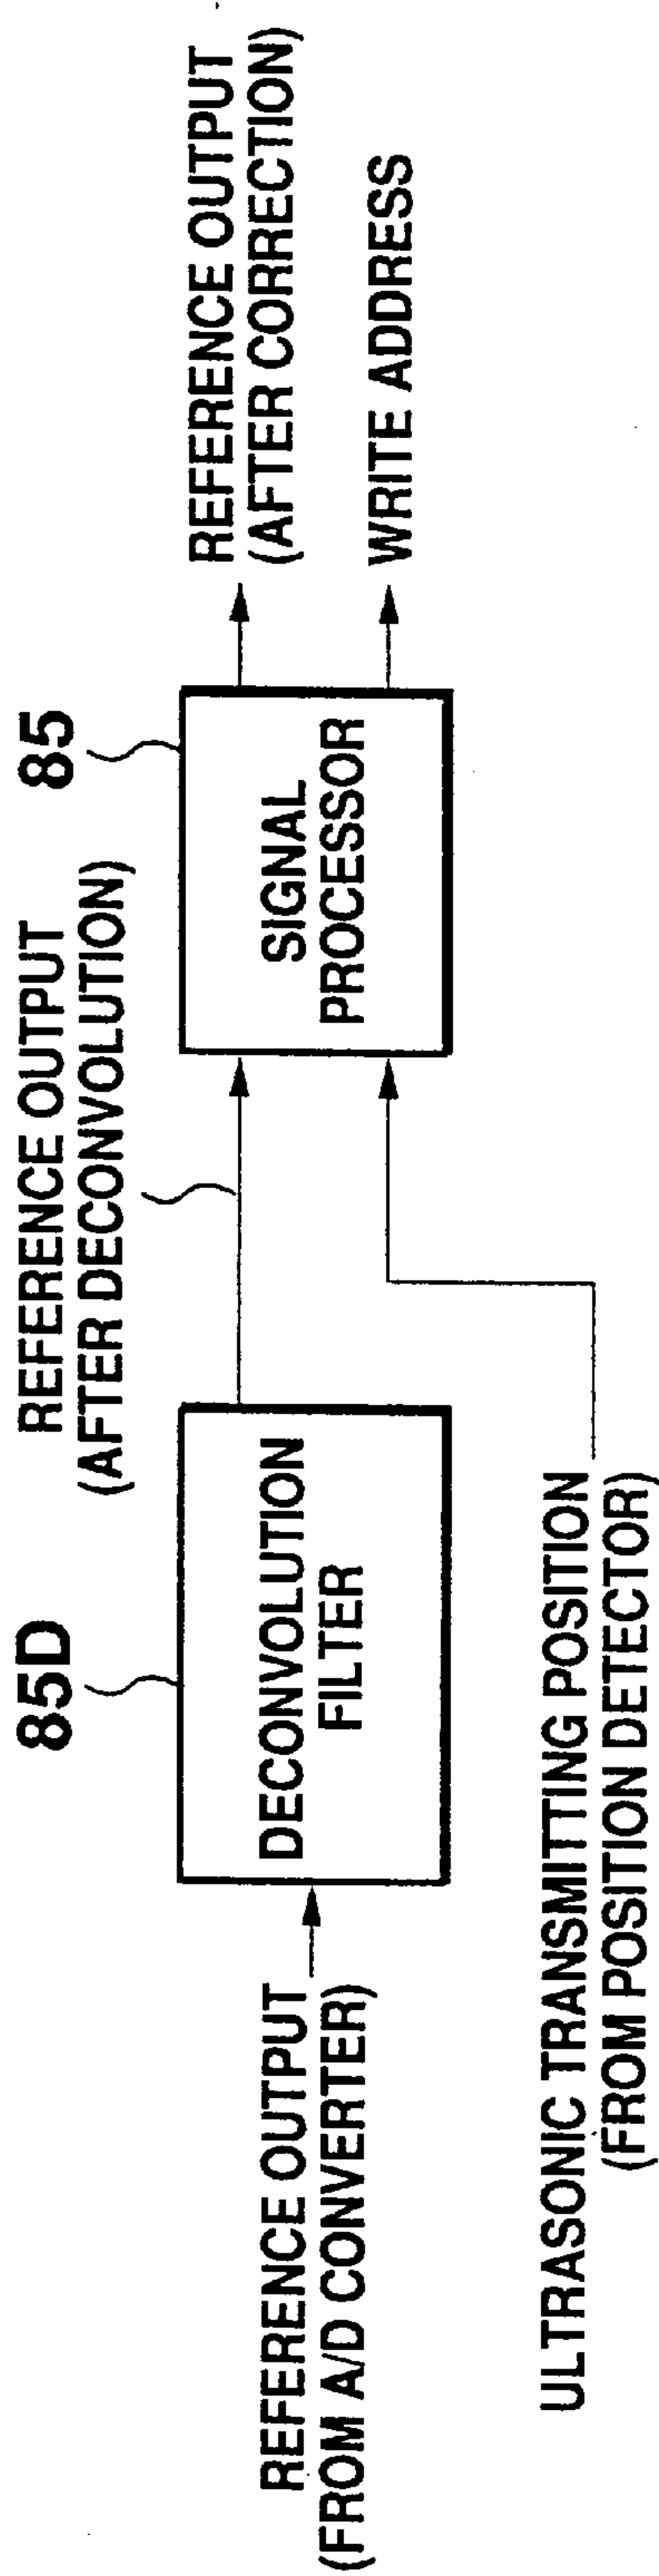 REFERENCE OUTPUT
(FROM A/D CONVERTER)
85D
DECONVOLUTION
FILTER
REFERENCE OUTPUT
(AFTER DECONVOLUTION)
85
SIGNAL
PROCESSOR
REFERENCE OUTPUT
(AFTER CORRECTION)
WRITE ADDRESS
ULTRASONIC TRANSMITTING POSITION
(FROM POSITION DETECTOR)